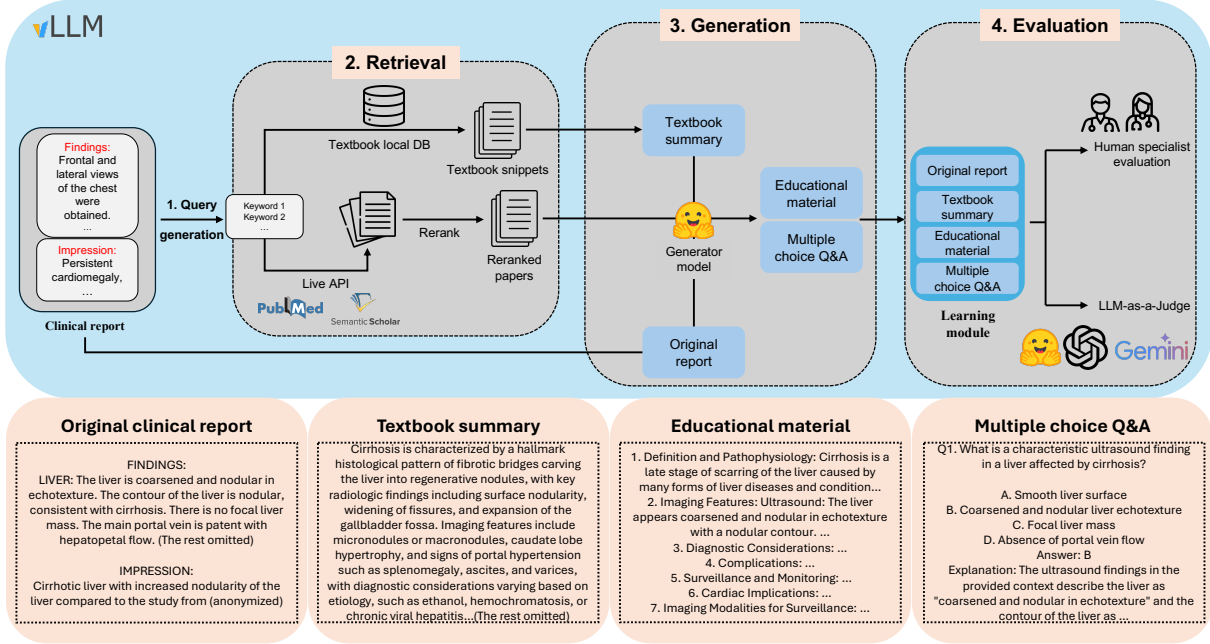 vLLM
3. Generation
4. Evaluation
2. Retrieval
Findings:
Frontal and
lateral views
of the chest
were
obtained.
...
Impression:
Persistent
cardiomegaly,
...
Clinical report
1. Query
generation
Keyword 1
Keyword 2
...
Textbook local DB
Textbook snippets
Rerank
Reranked
papers
Live API
PubMed
Semantic Scholar
Textbook
summary
Generator
model
Original
report
Educational
material
Multiple
choice Q&A
Original report
Textbook
summary
Educational
material
Multiple
choice Q&A
Learning
module
Human specialist
evaluation
LLM-as-a-Judge
Gemini
Original clinical report
FINDINGS:
LIVER: The liver is coarsened and nodular in
echotexture. The contour of the liver is nodular,
consistent with cirrhosis. There is no focal liver
mass. The main portal vein is patent with
hepatopetal flow. (The rest omitted)
IMPRESSION:
Cirrhotic liver with increased nodularity of the
liver compared to the study from (anonymized)
Textbook summary
Cirrhosis is characterized by a hallmark
histological pattern of fibrotic bridges carving
the liver into regenerative nodules, with key
radiologic findings including surface nodularity,
widening of fissures, and expansion of the
gallbladder fossa. Imaging features include
micronodules or macronodules, caudate lobe
hypertrophy, and signs of portal hypertension
such as splenomegaly, ascites, and varices,
with diagnostic considerations varying based on
etiology, such as ethanol, hemochromatosis, or
chronic viral hepatitis...(The rest omitted)
Educational material
1. Definition and Pathophysiology: Cirrhosis is a
late stage of scarring of the liver caused by
many forms of liver diseases and condition...
2. Imaging Features: Ultrasound: The liver
appears coarsened and nodular in echotexture
with a nodular contour. ...
3. Diagnostic Considerations: ...
4. Complications: ...
5. Surveillance and Monitoring: ...
6. Cardiac Implications: ...
7. Imaging Modalities for Surveillance: ...
Multiple choice Q&A
Q1. What is a characteristic ultrasound finding
in a liver affected by cirrhosis?
A. Smooth liver surface
B. Coarsened and nodular liver echotexture
C. Focal liver mass
D. Absence of portal vein flow
Answer: B
Explanation: The ultrasound findings in the
provided context describe the liver as
"coarsened and nodular in echotexture" and the
contour of the liver as ...